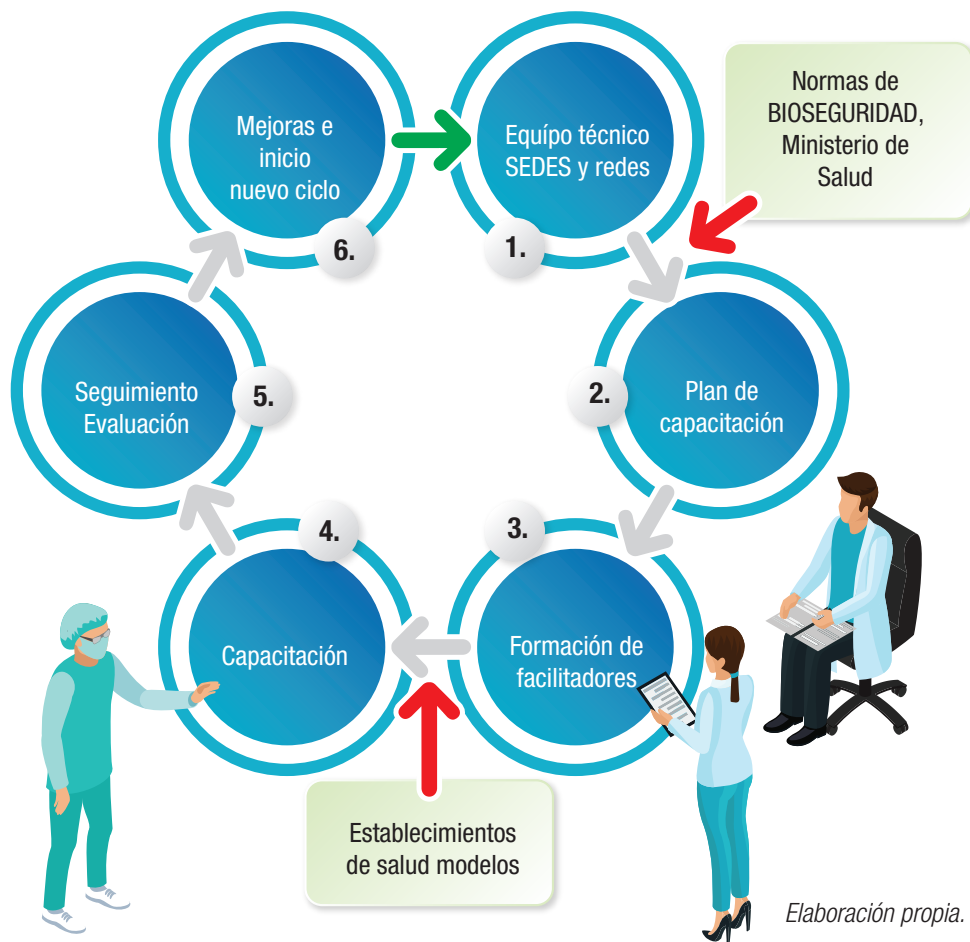 Equípo técnico
SEDES y redes
1.
Normas de
BIOSEGURIDAD,
Ministerio de
Salud
2.
Plan de
capacitación
3.
Formación de
facilitadores
4.
Capacitación
Establecimientos
de salud modelos
5.
Seguimiento
Evaluación
6.
Mejoras e
inicio
nuevo ciclo
Elaboración propia.